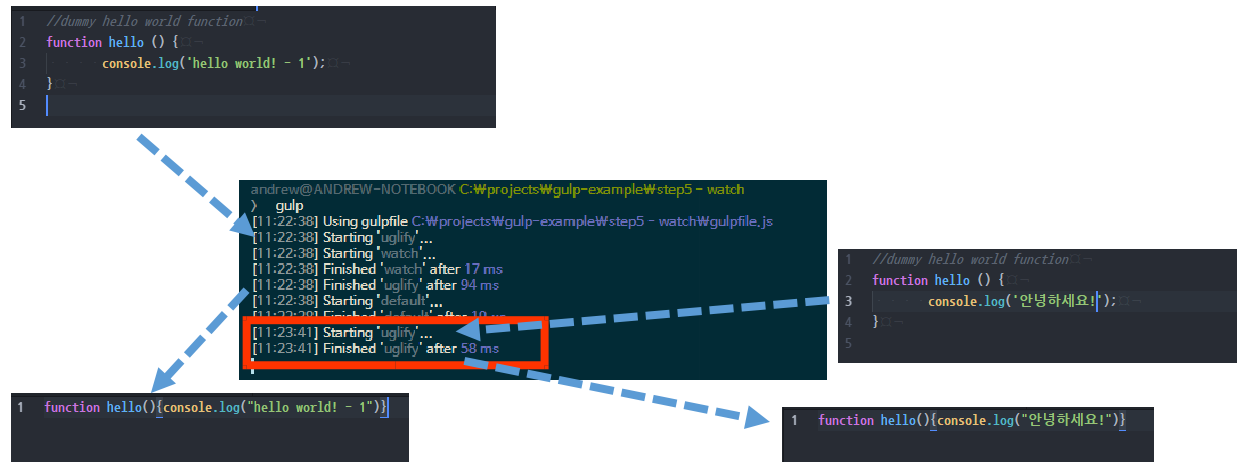 1 //dummy hello world function
2 function hello () {
3 console.log('hello world! - 1');
4 }
5
andrew@ANDREW-NOTEBOOK C:₩projects₩gulp-example₩step5 - watch
> gulp
[11:22:38] Using gulpfile C:₩projects₩gulp-example₩step5 - watch₩gulpfile.js
[11:22:38] Starting 'uglify'...
[11:22:38] Starting 'watch'...
[11:22:38] Finished 'watch' after 17 ms
[11:22:38] Finished 'uglify' after 94 ms
[11:22:38] Starting 'default'...
[11:22:38] Finished 'default' after
[11:23:41] Starting 'uglify'...
[11:23:41] Finished 'uglify' after 58 ms
1 //dummy hello world function
2 function hello () {
3 console.log('안녕하세요!');
4 }
5
1 function hello(){console.log("hello world! - 1")}
1 function hello(){console.log("안녕하세요!")}